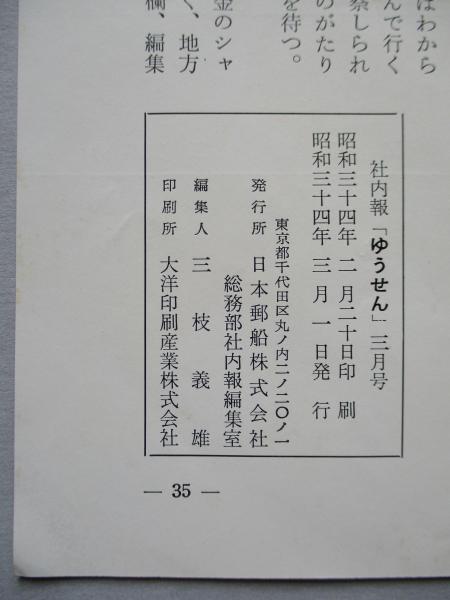 はわから
んで行く
察しられ
のがたり
を待つ。
金のシャ
く、地方
欄、編集
社内報「ゆうせん」三月号
昭和三十四年二月二十日印刷
昭和三十四年三月一日発行
東京都千代田区丸ノ内二ノ二〇ノ一
発行所 日本郵船株式会社
総務部社内報編集室
編集人 三枝義雄
印刷所 大洋印刷産業株式会社
— 35 —